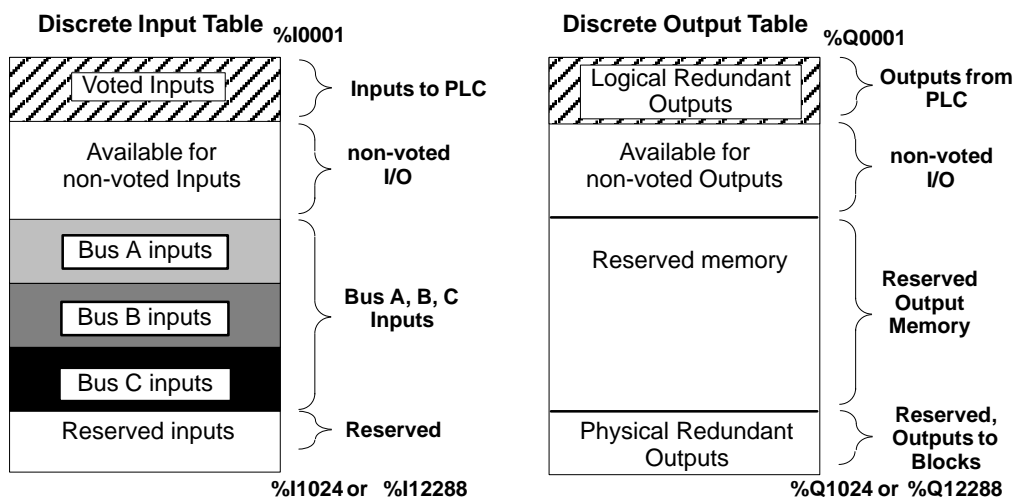 Discrete Input Table
%I0001
Voted Inputs
Inputs to PLC
Available for
non-voted Inputs
non-voted
I/O
Bus A inputs
Bus B inputs
Bus C inputs
Bus A, B, C
Inputs
Reserved inputs
Reserved
%I1024 or %I12288
Discrete Output Table
%Q0001
Logical Redundant
Outputs
Outputs from
PLC
Available for
non-voted Outputs
non-voted
I/O
Reserved memory
Reserved
Output
Memory
Physical Redundant
Outputs
Reserved,
Outputs to
Blocks
%Q1024 or %Q12288